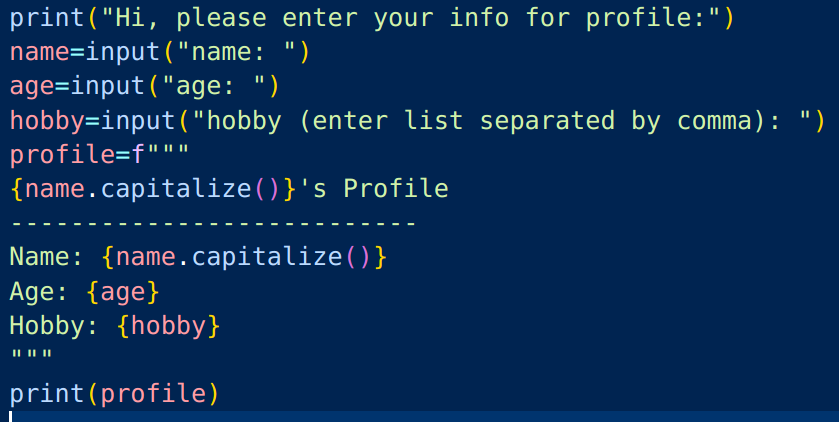 print("Hi, please enter your info for profile:")
name=input("name: ")
age=input("age: ")
hobby=input("hobby (enter list separated by comma): ")
profile=f"""
{name.capitalize()}'s Profile
---------------------------
Name: {name.capitalize()}
Age: {age}
Hobby: {hobby}
"""
print(profile)